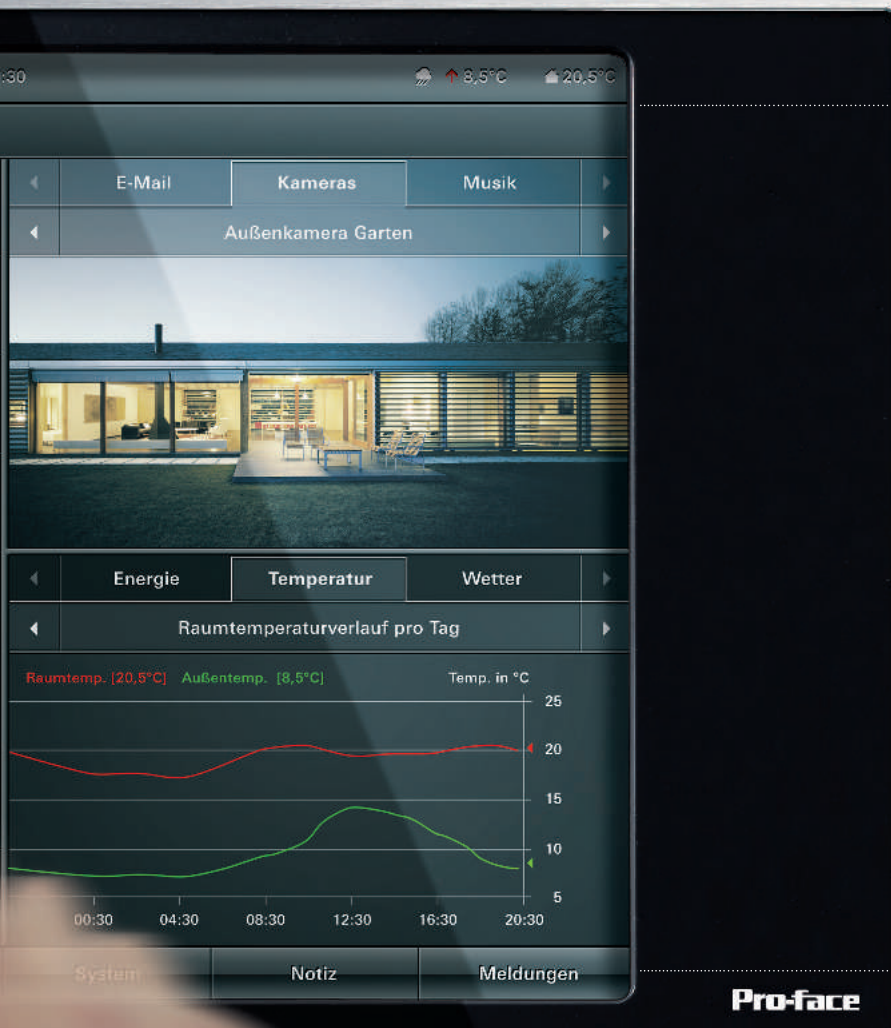 :30 8,5°C 20,5°C
E-Mail Kameras Musik
Außenkamera Garten
Energie Temperatur Wetter
Raumtemperaturverlauf pro Tag
Raumtemp. [20,5°C] Außentemp. [8,5°C] Temp. in °C
25
20
15
10
5
00:30 04:30 08:30 12:30 16:30 20:30
System Notiz Meldungen
Pro-face